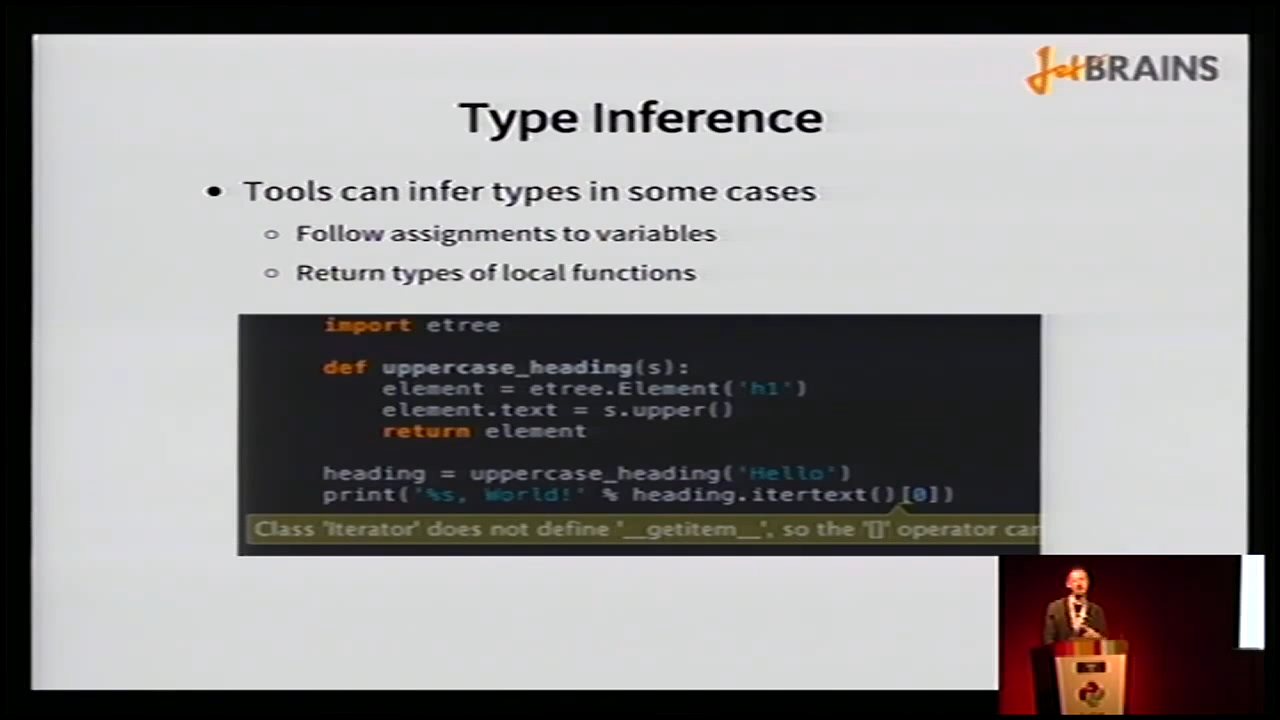 JetBRAINS
Type Inference
• Tools can infer types in some cases
○ Follow assignments to variables
○ Return types of local functions
import etree
def uppercase_heading(s):
element = etree.Element('h1')
element.text = s.upper()
return element
heading = uppercase_heading('Hello')
print('%s, World!' % heading.itertext()[0])
Class 'Iterator' does not define '__getitem__', so the '[]' operator can